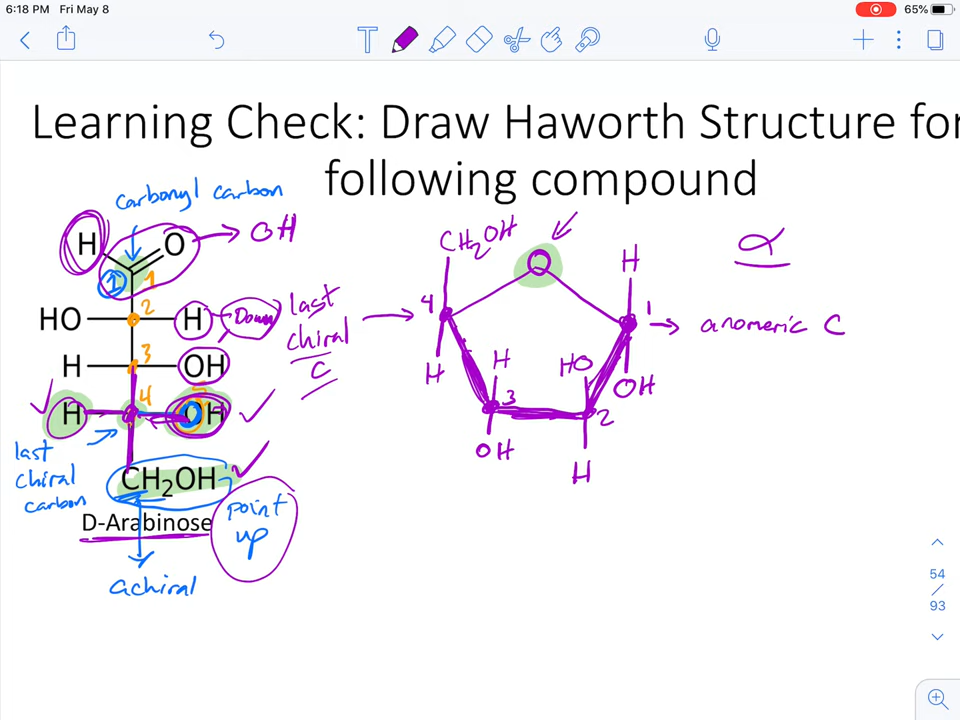 6:18 PM Fri May 8
65%
T
Learning Check: Draw Haworth Structure for
following compound
carbonyl carbon
H
O
OH
1
1
2
HO
H
Down
3
H
OH
4
5
H
OH
last
chiral
carbon
CH2OH
point
up
D-Arabinose
achiral
last
chiral
C
CH2OH
O
H
α
4
1
anomeric C
H
H
HO
OH
3
2
OH
H
54
/
93